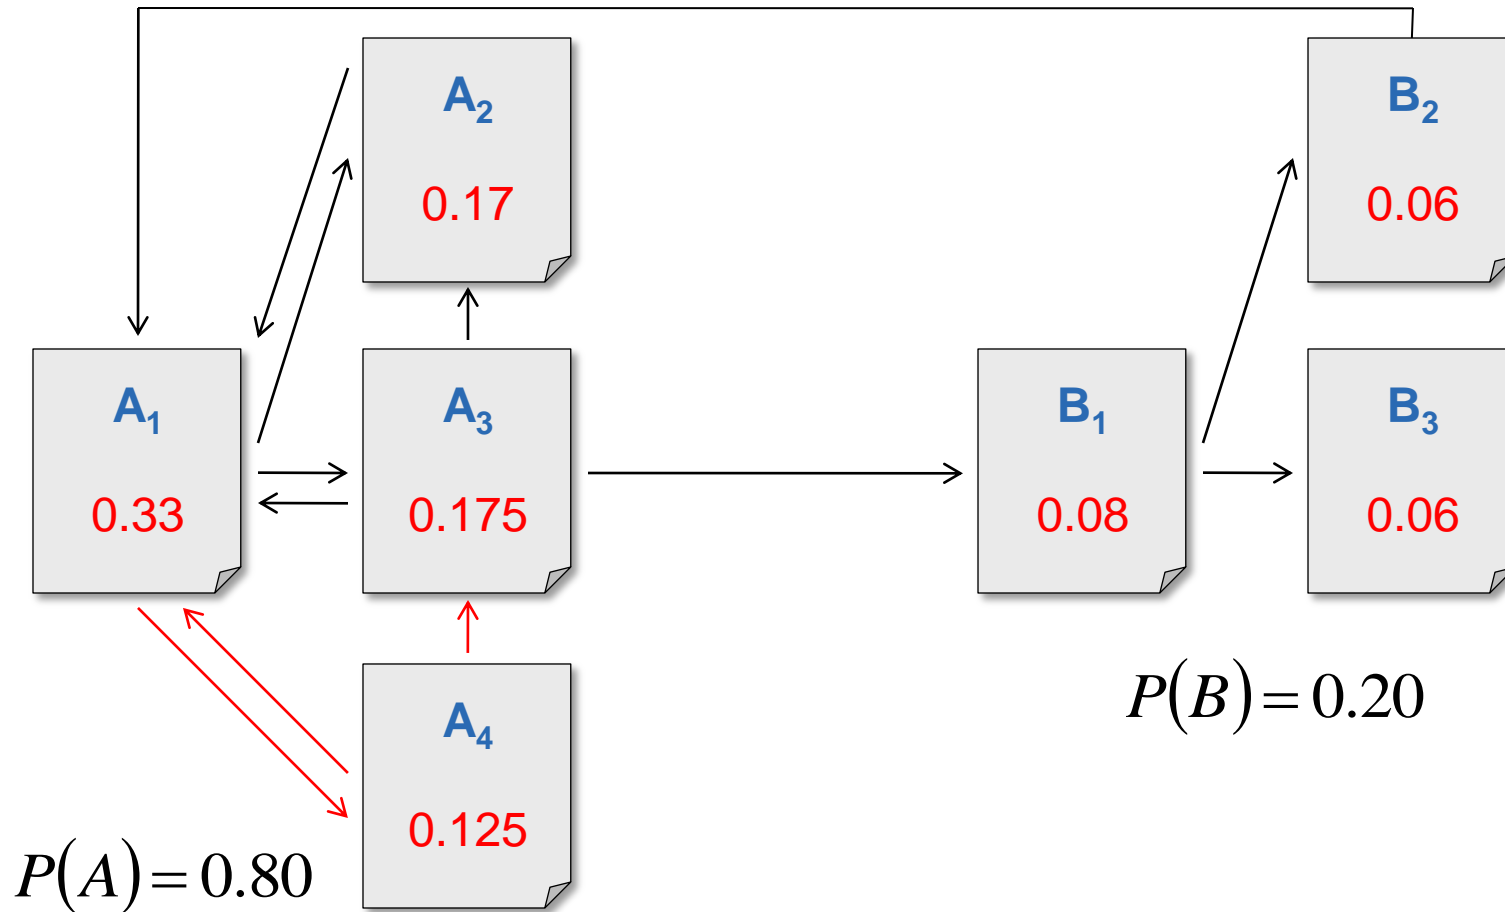 A₂
0.17
B₂
0.06
A₁
0.33
A₃
0.175
B₁
0.08
B₃
0.06
A₄
0.125
P(B) = 0.20
P(A) = 0.80